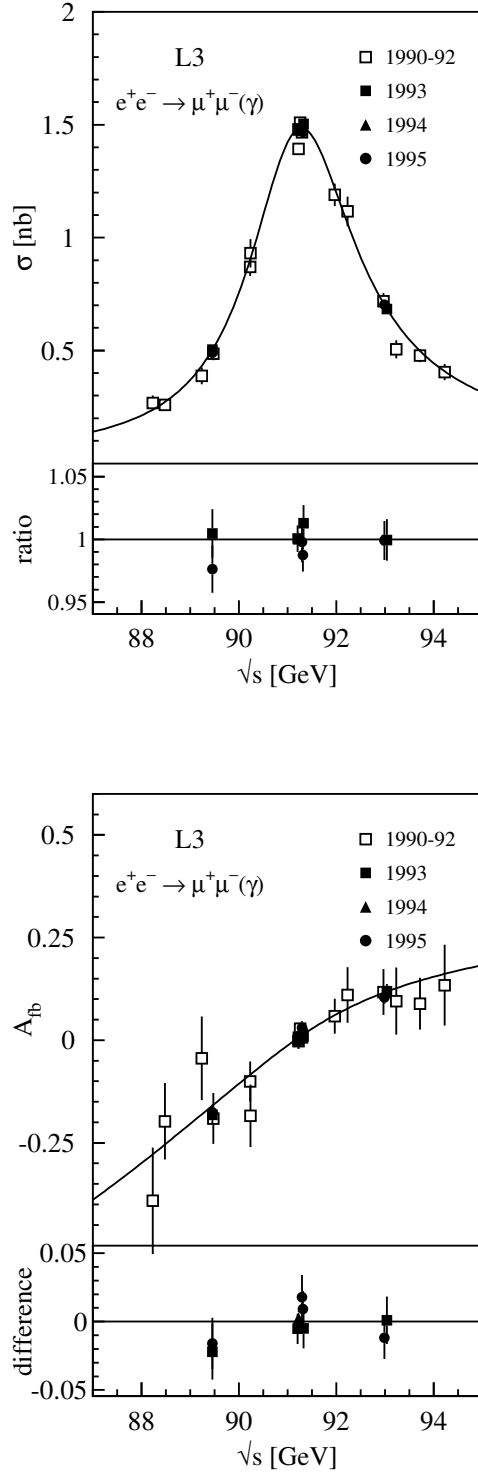 2
L3
1990-92
e⁺e⁻ → μ⁺μ⁻(γ)
1993
1994
1995
1.5
1
0.5
σ [nb]
1.05
1
0.95
ratio
88 90 92 94
√s [GeV]
0.5
L3
1990-92
e⁺e⁻ → μ⁺μ⁻(γ)
1993
1994
1995
0.25
0
-0.25
A_fb
0.05
0
-0.05
difference
88 90 92 94
√s [GeV]